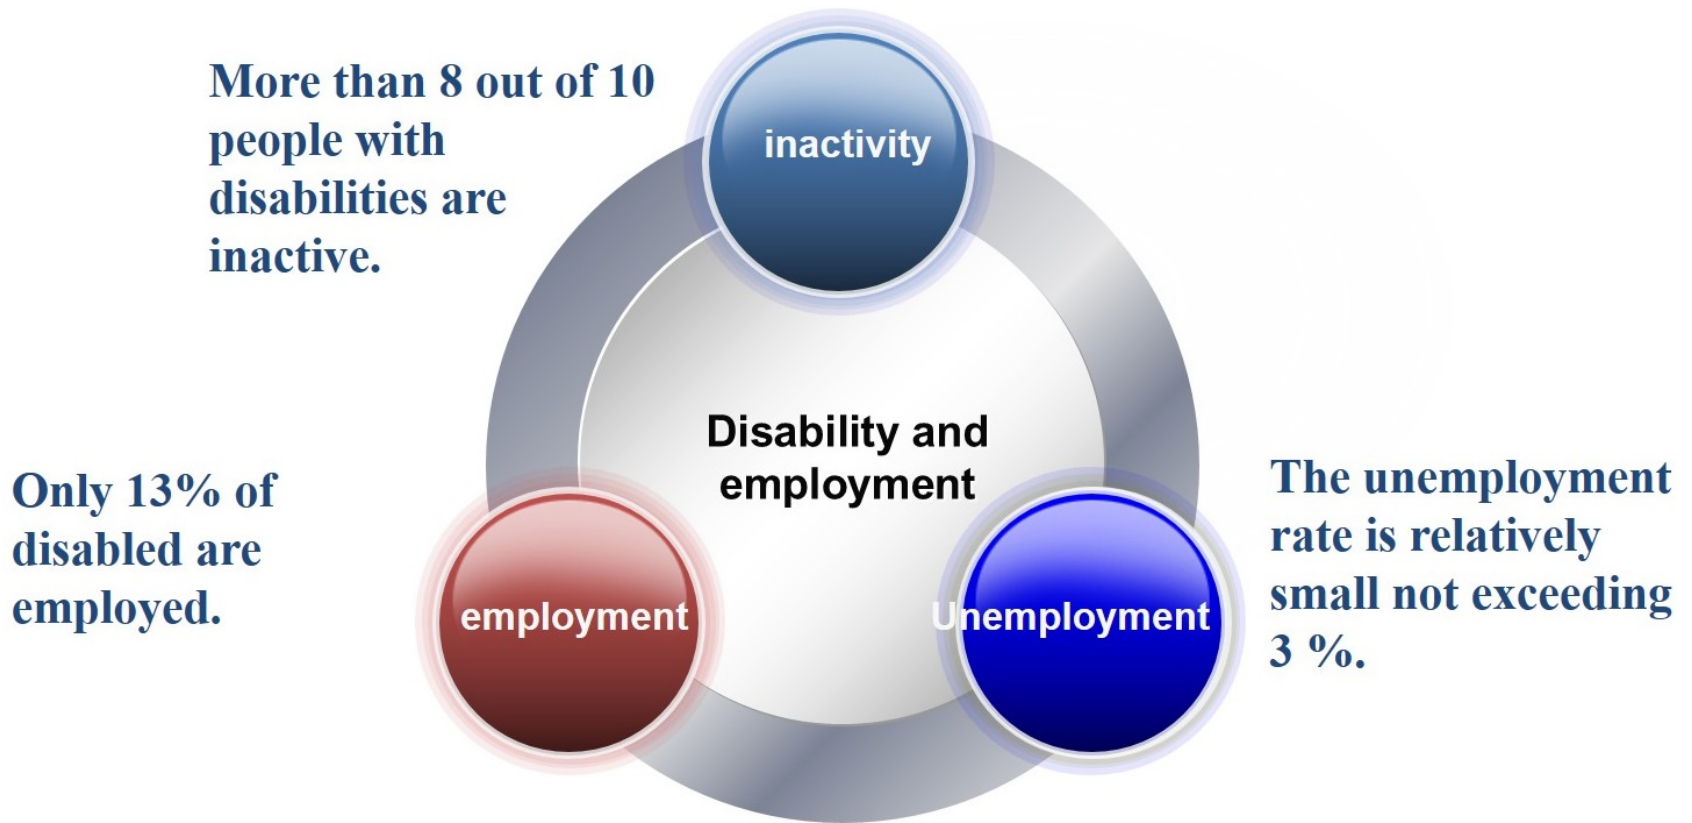 More than 8 out of 10
people with
disabilities are
inactive.
inactivity
Disability and
employment
Only 13% of
disabled are
employed.
employment
Unemployment
The unemployment
rate is relatively
small not exceeding
3 %.